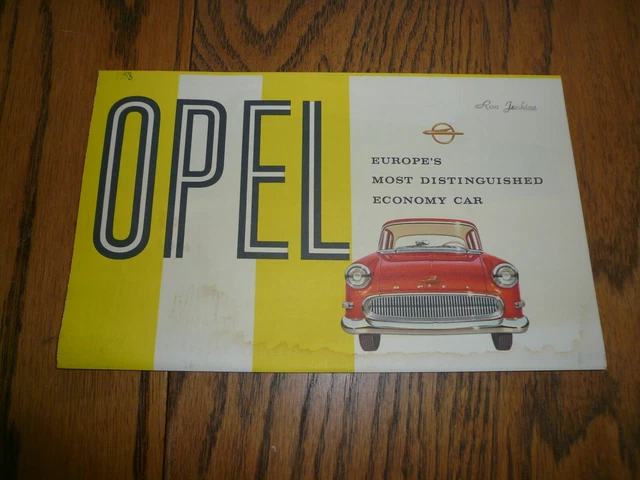 OPEL
EUROPE'S
MOST DISTINGUISHED
ECONOMY CAR